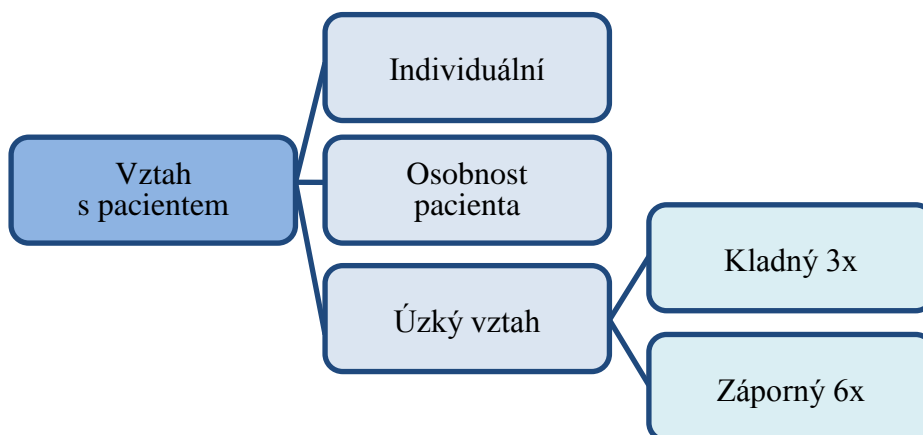 Individuální
Vztah
s pacientem
Osobnost
pacienta
Kladný 3x
Úzký vztah
Záporný 6x